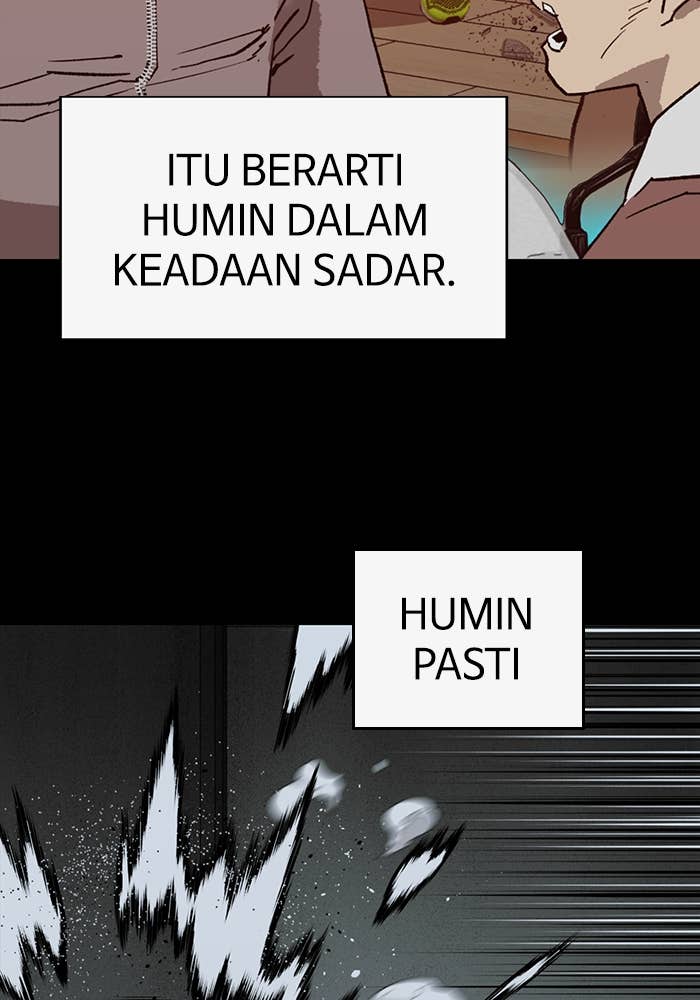 ITU BERARTI
HUMIN DALAM
KEADAAN SADAR.
HUMIN
PASTI